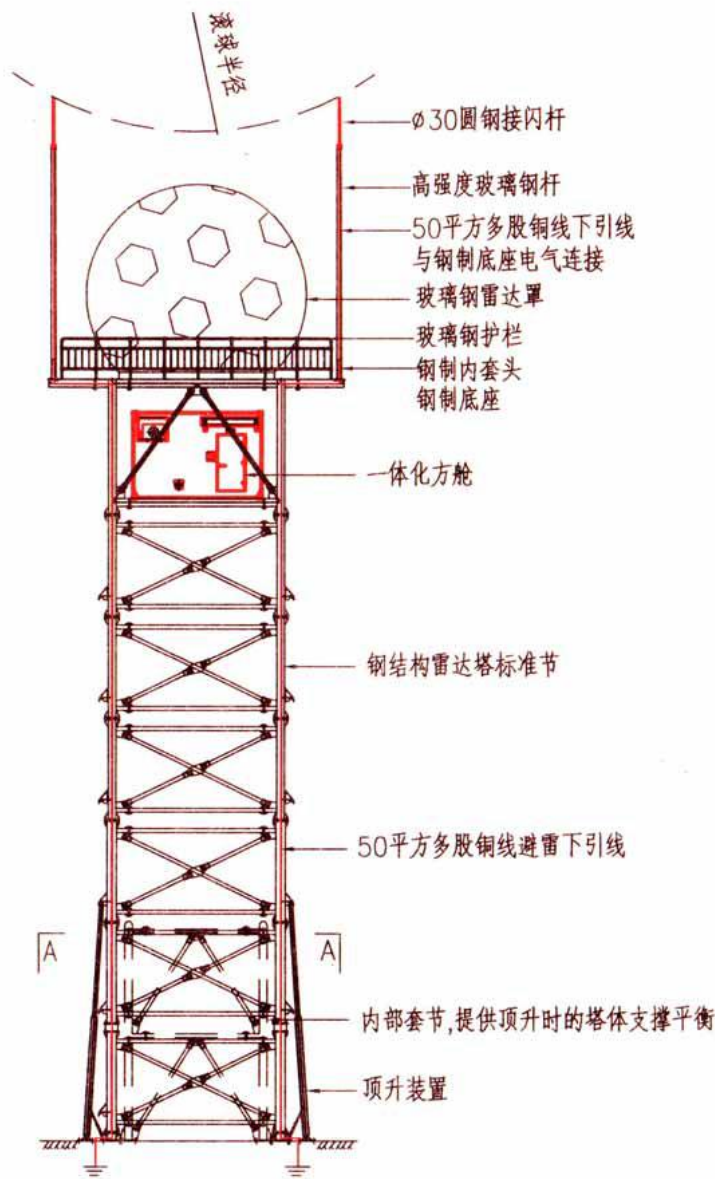 滚球半径
φ30圆钢接闪杆
高强度玻璃钢杆
50平方多股铜线下引线
与钢制底座电气连接
玻璃钢雷达罩
玻璃钢护栏
钢制内套头
钢制底座
一体化方舱
钢结构雷达塔标准节
50平方多股铜线避雷下引线
A
A
内部套节,提供顶升时的塔体支撑平衡
顶升装置